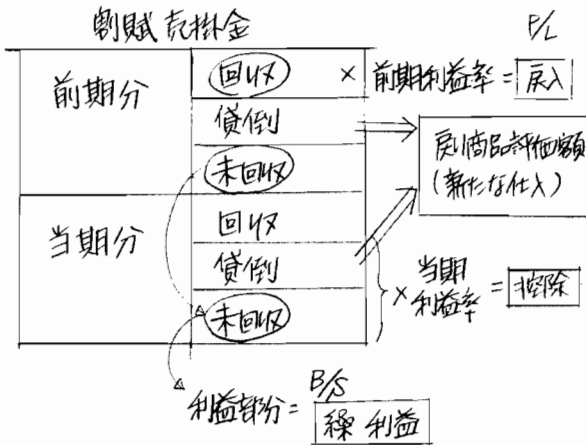 割賦売掛金
P/L
前期分
回収 × 前期利益率 = 戻入
貸倒
未回収
戻り商品評価額
(新たな仕入)
当期分
回収
貸倒
未回収
× 当期利益率 = 控除
利益部分 =
B/S
繰 利益